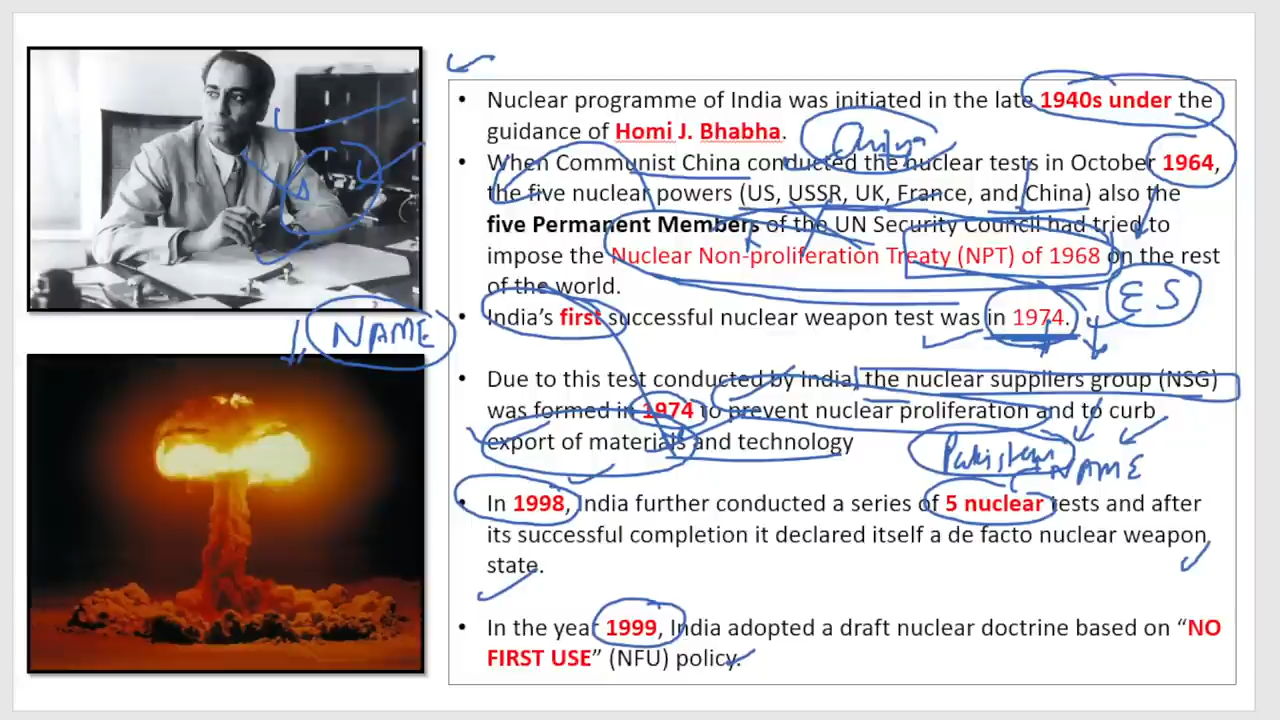 • Nuclear programme of India was initiated in the late 1940s under the
guidance of Homi J. Bhabha.
China
• When Communist China conducted the nuclear tests in October 1964,
the five nuclear powers (US, USSR, UK, France, and China) also the
five Permanent Members of the UN Security Council had tried to
impose the Nuclear Non-proliferation Treaty (NPT) of 1968 on the rest
of the world.
ES
• India's first successful nuclear weapon test was in 1974.
NAME
• Due to this test conducted by India, the nuclear suppliers group (NSG)
was formed in 1974 to prevent nuclear proliferation and to curb
export of materials and technology
Pakistan NAME
• In 1998, India further conducted a series of 5 nuclear tests and after
its successful completion it declared itself a de facto nuclear weapon
state.
• In the year 1999, India adopted a draft nuclear doctrine based on “NO
FIRST USE” (NFU) policy.